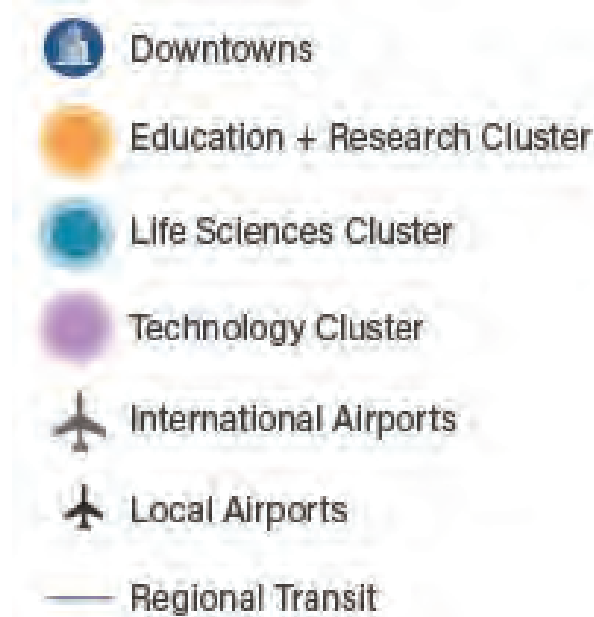 Downtowns
Education + Research Cluster
Life Sciences Cluster
Technology Cluster
International Airports
Local Airports
Regional Transit